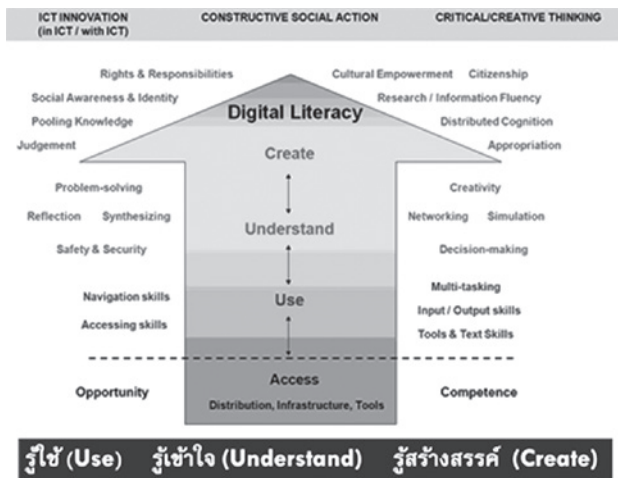 ICT INNOVATION
(in ICT / with ICT)
CONSTRUCTIVE SOCIAL ACTION
CRITICAL/CREATIVE THINKING
Rights & Responsibilities
Cultural Empowerment Citizenship
Social Awareness & Identity
Research / Information Fluency
Digital Literacy
Pooling Knowledge
Distributed Cognition
Judgement
Appropriation
Create
Problem-solving
Creativity
Reflection Synthesizing
Networking Simulation
Understand
Safety & Security
Decision-making
Navigation skills
Multi-tasking
Use
Input / Output skills
Accessing skills
Tools & Text Skills
Access
Opportunity
Competence
Distribution, Infrastructure, Tools
รู้ใช้ (Use) รู้เข้าใจ (Understand) รู้สร้างสรรค์ (Create)